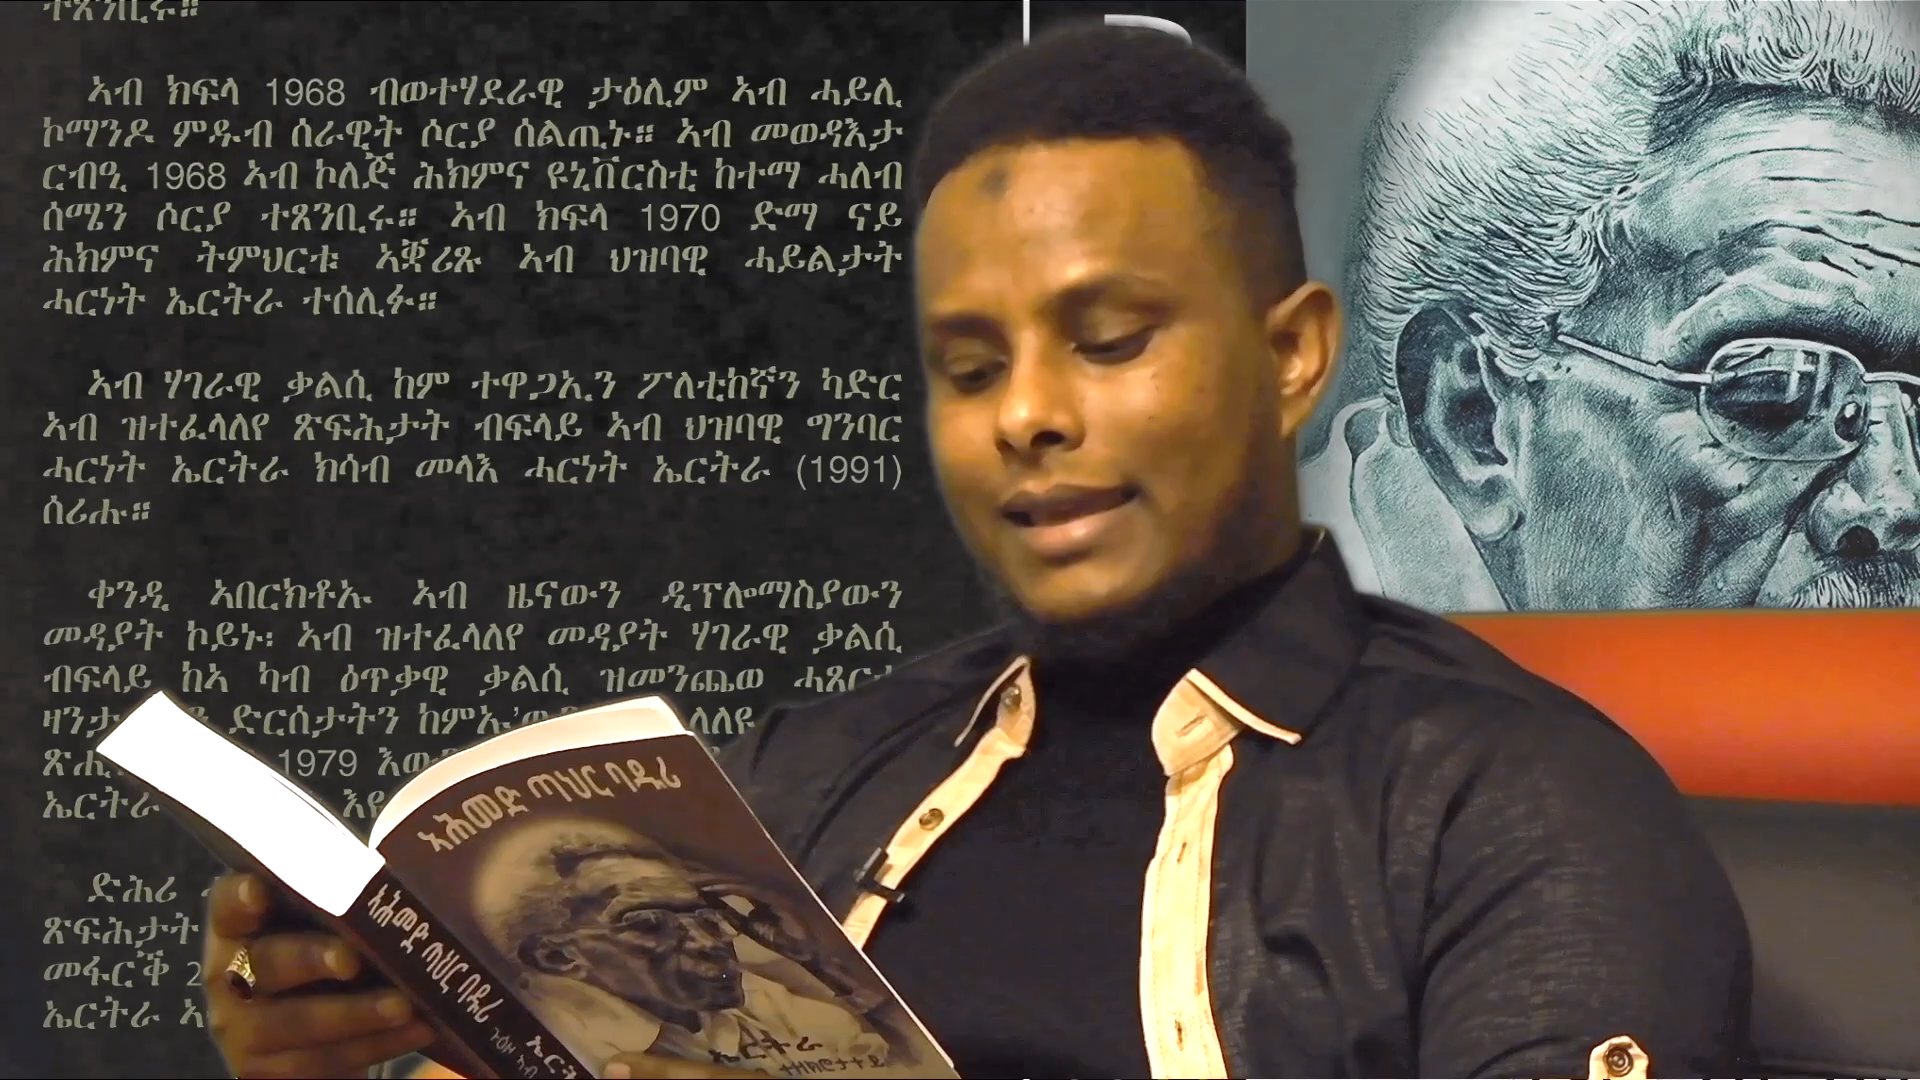 ተጸንቢሩ።
ኣብ ክፍላ 1968 ብወተሃደራዊ ታዕሊም ኣብ ሓይሊ
ኮማንዶ ምዱብ ሰራዊት ሶርያ ሰልጢኑ። ኣብ መወዳእታ
ርብዒ 1968 ኣብ ኮለጅ ሕክምና ዩኒቨርስቲ ከተማ ሓለብ
ሰሜን ሶርያ ተጸንቢሩ። ኣብ ክፍላ 1970 ድማ ናይ
ሕክምና ትምህርቱ ኣቋሪጹ ኣብ ህዝባዊ ሓይልታት
ሓርነት ኤርትራ ተሰሊፉ።
ኣብ ሃገራዊ ቃልሲ ከም ተዋጋኢን ፖለቲከኛን ካድር
ኣብ ዝተፈላለየ ጽፍሕታት ብፍላይ ኣብ ህዝባዊ ግንባር
ሓርነት ኤርትራ ክሳብ መላእ ሓርነት ኤርትራ (1991)
ሰሪሑ።
ቀንዲ ኣበርክቶኡ ኣብ ዜናውን ዲፕሎማስያውን
መዳያት ኮይኑ፡ ኣብ ዝተፈላለየ መዳያት ሃገራዊ ቃልሲ
ብፍላይ ከኣ ካብ ዕጥቃዊ ቃልሲ ዝመንጨወ
ድርሰታትን
1979
ኤርትራ
ድሕሪ
ጽፍሕታት
መፋርቕ
ኤርትራ
ኣሕመድ ጣህር ባዱሪ
ኤርትራ
ኣሕመድ ጣህር ባዱሪ